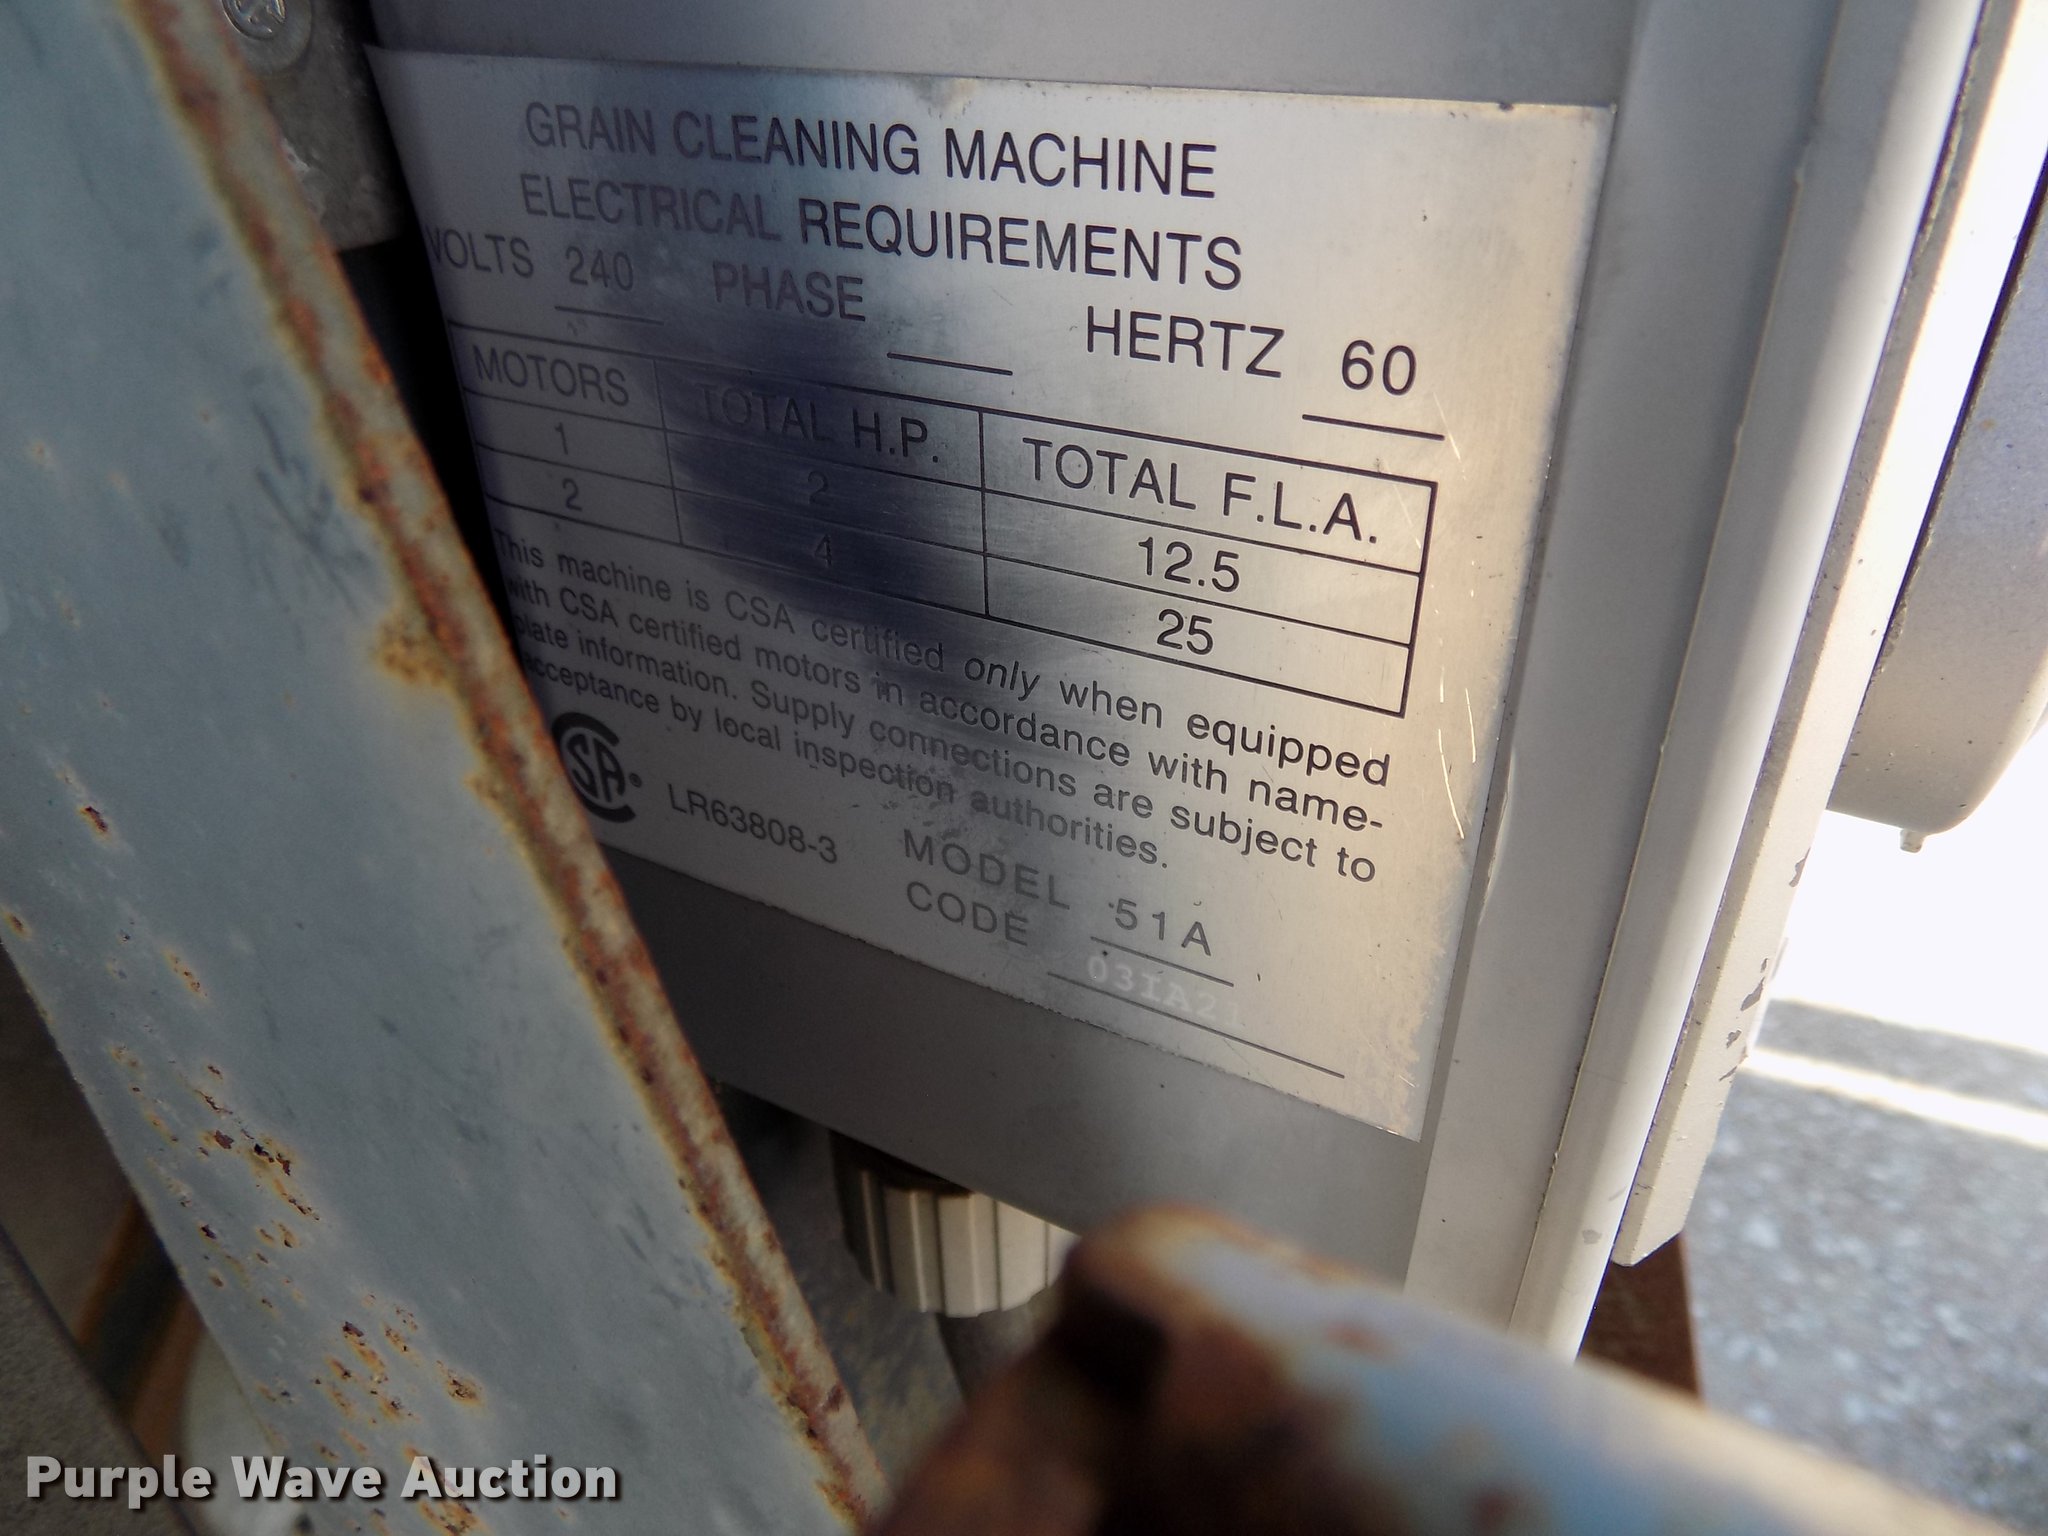 GRAIN CLEANING MACHINE
ELECTRICAL REQUIREMENTS
VOLTS 240 PHASE HERTZ 60
MOTORS TOTAL H.P. TOTAL F.L.A.
1 2 12.5
2 4 25
This machine is CSA certified only when equipped
with CSA certified motors in accordance with name-
plate information. Supply connections are subject to
acceptance by local inspection authorities.
LR63808-3 MODEL 51A
CODE 03IA21
Purple Wave Auction